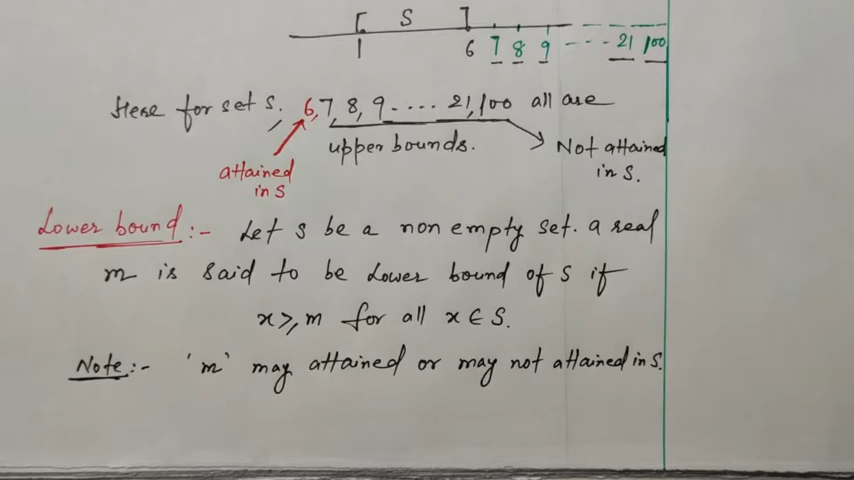 [ S ]
1 6 7 8 9 --- 21 100
Here for set S. 6, 7, 8, 9 .... 21, 100 all are
upper bounds.
Not attained
in S.
attained
in S
Lower bound :- Let S be a non empty set. a real
m is said to be Lower bound of S if
x ≥, m for all x ∈ S.
Note :- 'm' may attained or may not attained in S.